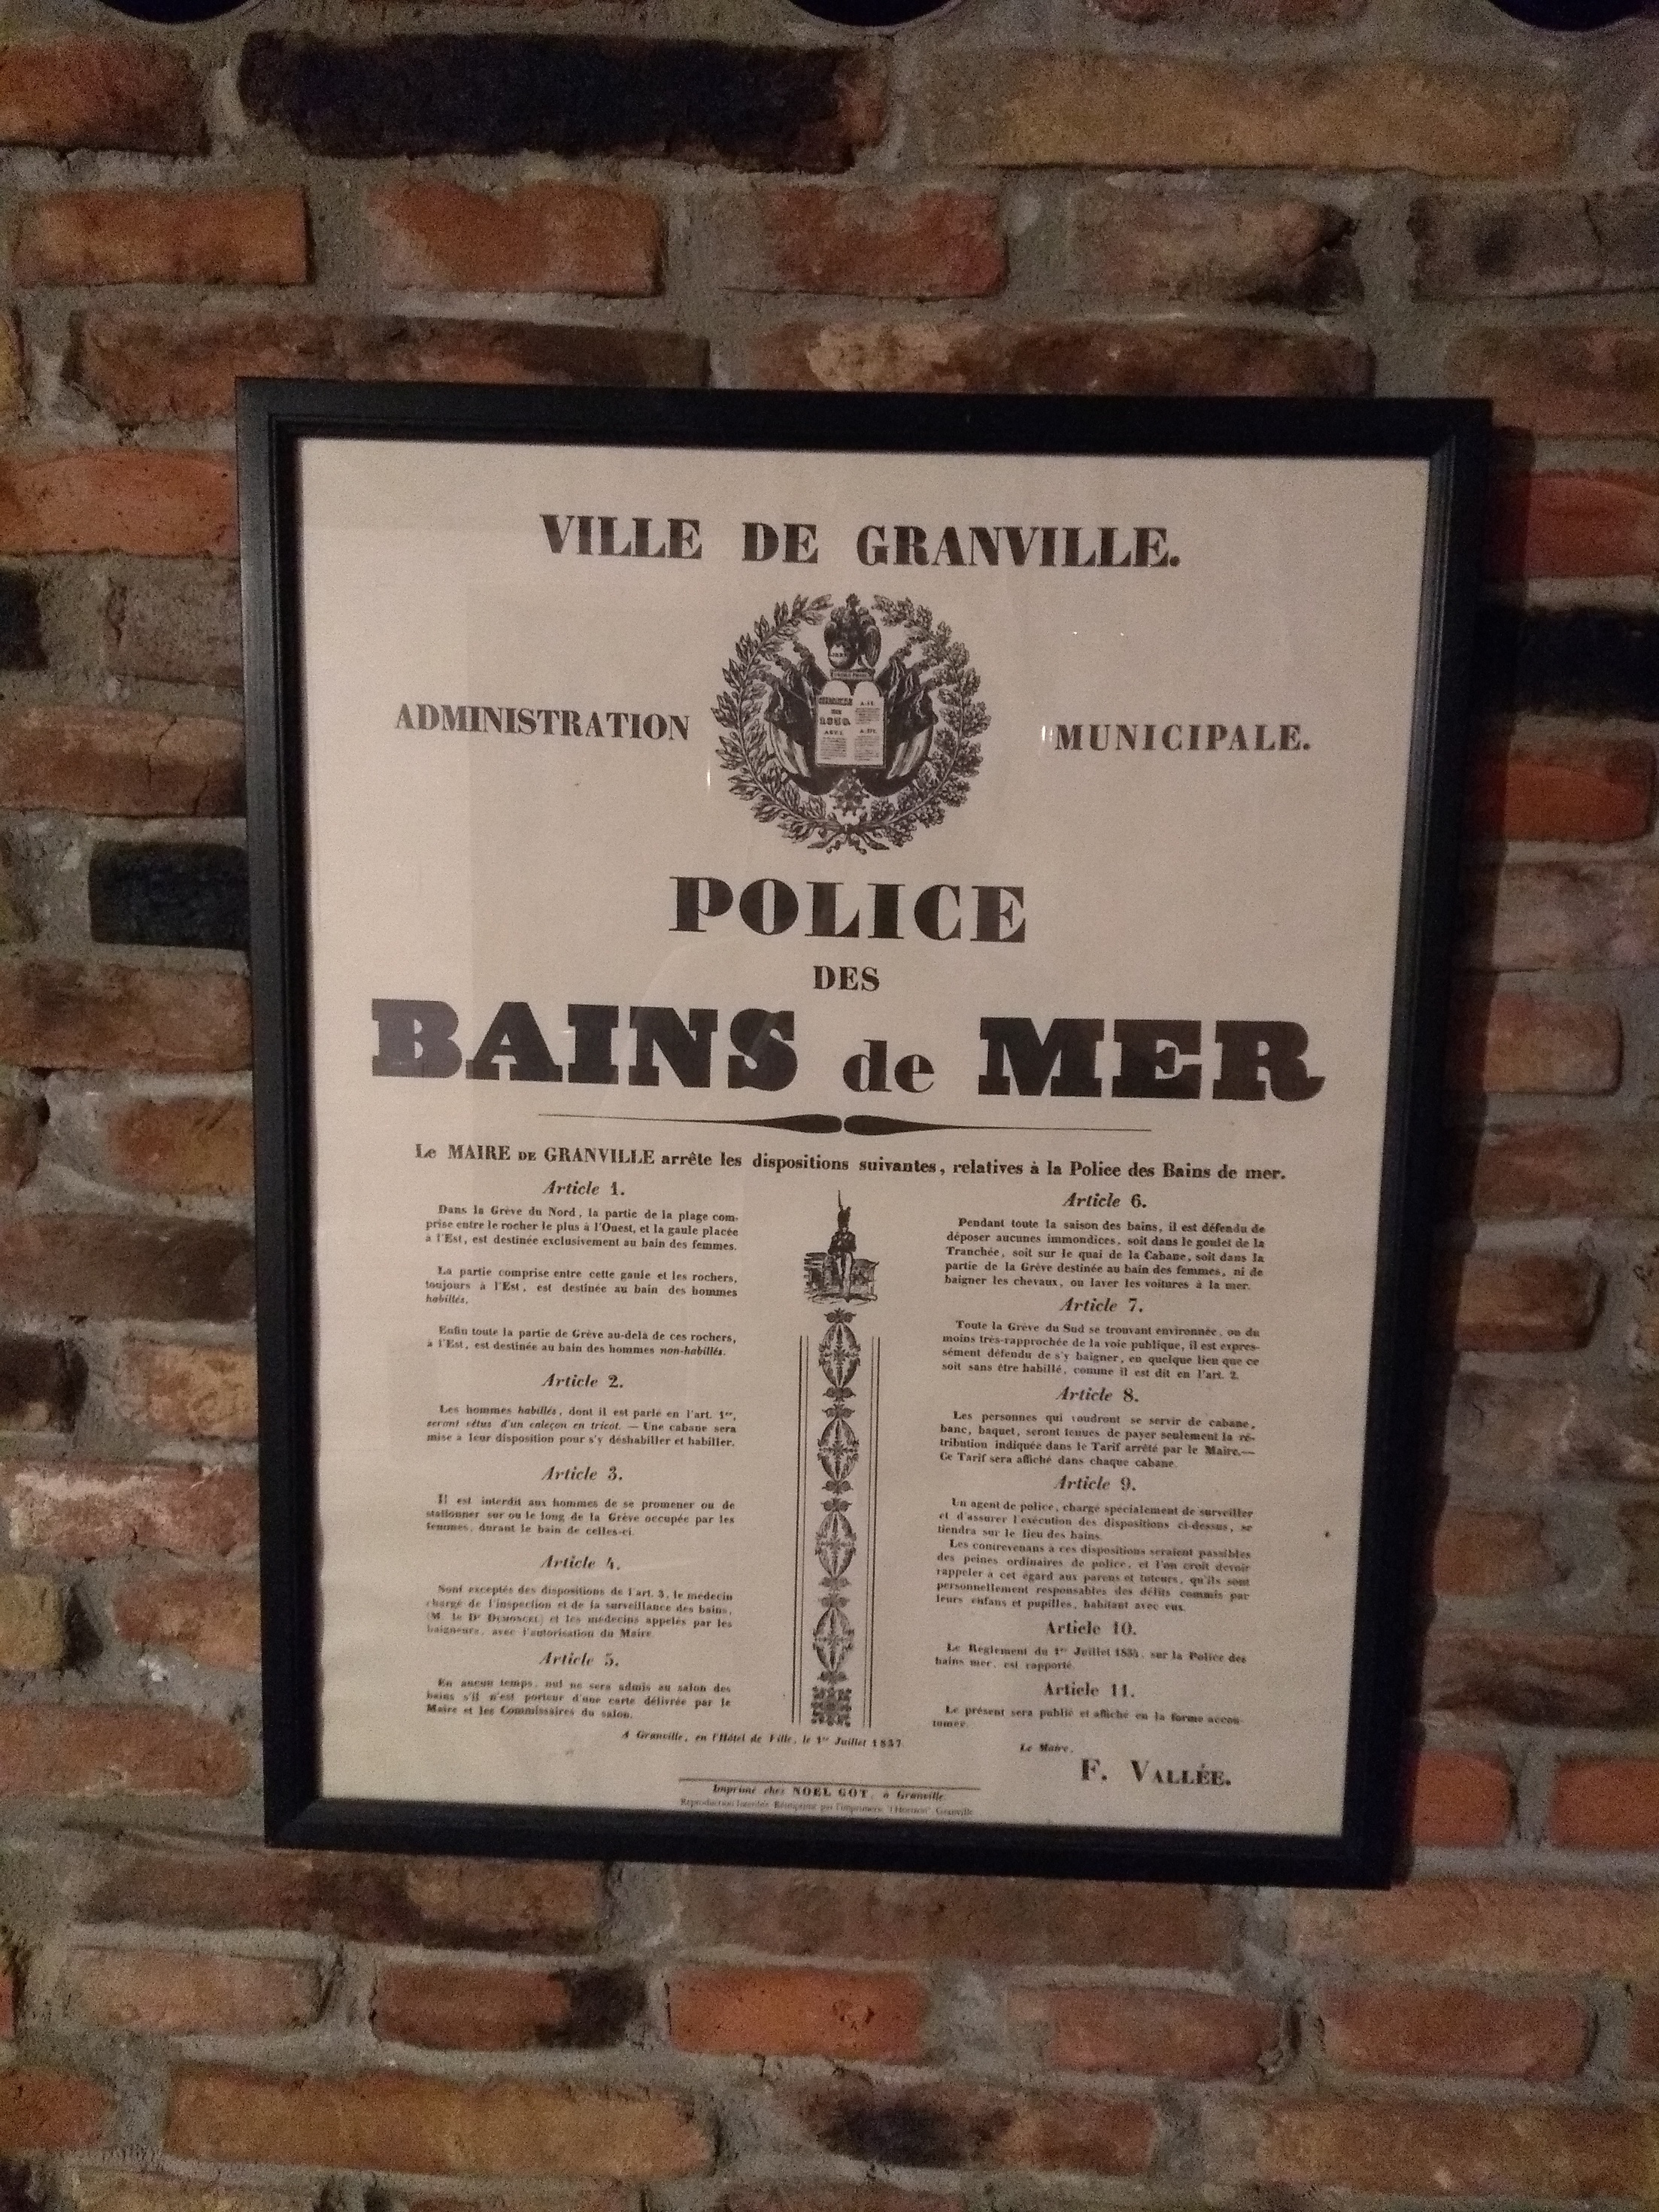 VILLE DE GRANVILLE.
ADMINISTRATION
1830.
MUNICIPALE.
POLICE
DES
BAINS de MER
Le MAIRE DE GRANVILLE arrête les dispositions suivantes, relatives à la Police des Bains de mer.
Article 1.
Dans la Grève du Nord, la partie de la plage com-
prise entre le rocher le plus à l'Ouest, et la gaule placée
à l'Est, est destinée exclusivement au bain des femmes.
La partie comprise entre cette gaule et les rochers,
toujours à l'Est, est destinée au bain des hommes
habillés.
Enfin toute la partie de Grève au-delà de ces rochers,
à l'Est, est destinée au bain des hommes non-habillés.
Article 2.
Les hommes habillés, dont il est parlé en l'art. 1er,
seront vêtus d'un caleçon en tricot. — Une cabane sera
mise à leur disposition pour s'y déshabiller et habiller.
Article 3.
Il est interdit aux hommes de se promener ou de
stationner sur ou le long de la Grève occupée par les
femmes, durant le bain de celles-ci.
Article 4.
Sont exceptés des dispositions de l'art. 3, le médecin
chargé de l'inspection et de la surveillance des bains,
(M. le Dr DUMONCEL) et les médecins appelés par les
baigneurs, avec l'autorisation du Maire.
Article 5.
En aucun temps, nul ne sera admis au salon des
bains s'il n'est porteur d'une carte délivrée par le
Maire et les Commissaires du salon.
Article 6.
Pendant toute la saison des bains, il est défendu de
déposer aucunes immondices, soit dans le goulet de la
Tranchée, soit sur le quai de la Cabane, soit dans la
partie de la Grève destinée au bain des femmes, ni de
baigner les chevaux, ou laver les voitures à la mer.
Article 7.
Toute la Grève du Sud se trouvant environnée, ou du
moins très-rapprochée de la voie publique, il est expres-
sément défendu de s'y baigner, en quelque lieu que ce
soit sans être habillé, comme il est dit en l'art. 2.
Article 8.
Les personnes qui voudront se servir de cabane,
banc, baquet, seront tenues de payer seulement la ré-
tribution indiquée dans le Tarif arrêté par le Maire.—
Ce Tarif sera affiché dans chaque cabane.
Article 9.
Un agent de police, chargé spécialement de surveiller
et d'assurer l'exécution des dispositions ci-dessus, se
tiendra sur le lieu des bains.
Les contrevenans à ces dispositions seraient passibles
des peines ordinaires de police, et l'on croit devoir
rappeler à cet égard aux parens et tuteurs, qu'ils sont
personnellement responsables des délits commis par
leurs enfans et pupilles, habitant avec eux.
Article 10.
Le Règlement du 1er Juillet sur la Police des
bains mer, est rapporté.
Article 11.
Le présent sera publié et affiché en la forme accou-
tumée.
A Granville, en l'Hôtel de Ville, le 1er Juillet 1837
Le Maire,
F. VALLÉE.
Imprimé chez NOEL GOT, à Granville.
Reproduction Interdite. Réimprimé par l'imprimerie Granville